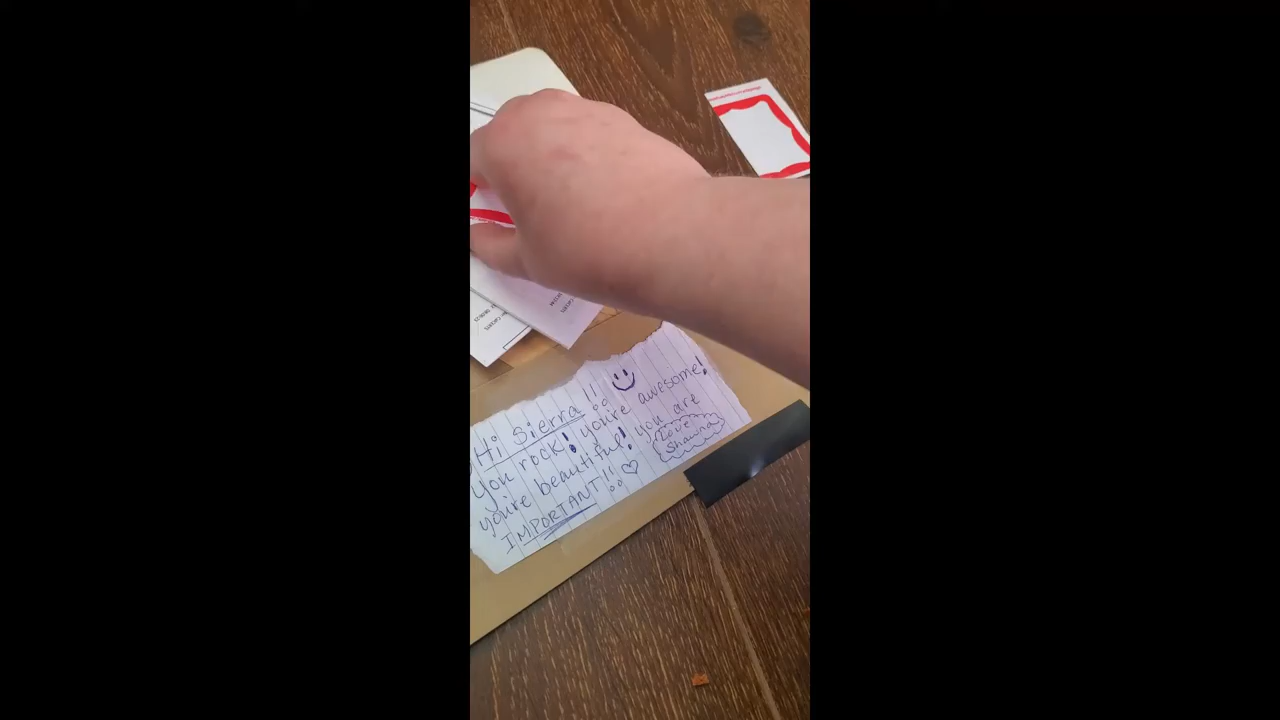 Hi Sierra!!
You rock! you're awesome!
you're beautiful! you are
IMPORTANT!! ♡
Love
Shawna